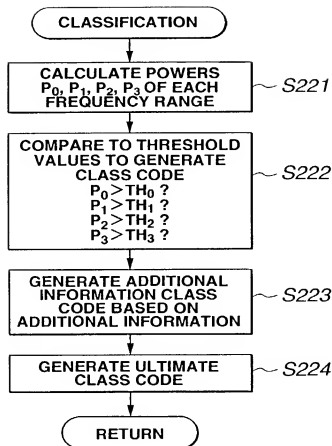 CLASSIFICATION
CALCULATE POWERS
P₀, P₁, P₂, P₃ OF EACH
FREQUENCY RANGE
S221
COMPARE TO THRESHOLD
VALUES TO GENERATE
CLASS CODE
P₀>TH₀ ?
P₁>TH₁ ?
P₂>TH₂ ?
P₃>TH₃ ?
S222
GENERATE ADDITIONAL
INFORMATION CLASS
CODE BASED ON
ADDITIONAL INFORMATION
S223
GENERATE ULTIMATE
CLASS CODE
S224
RETURN